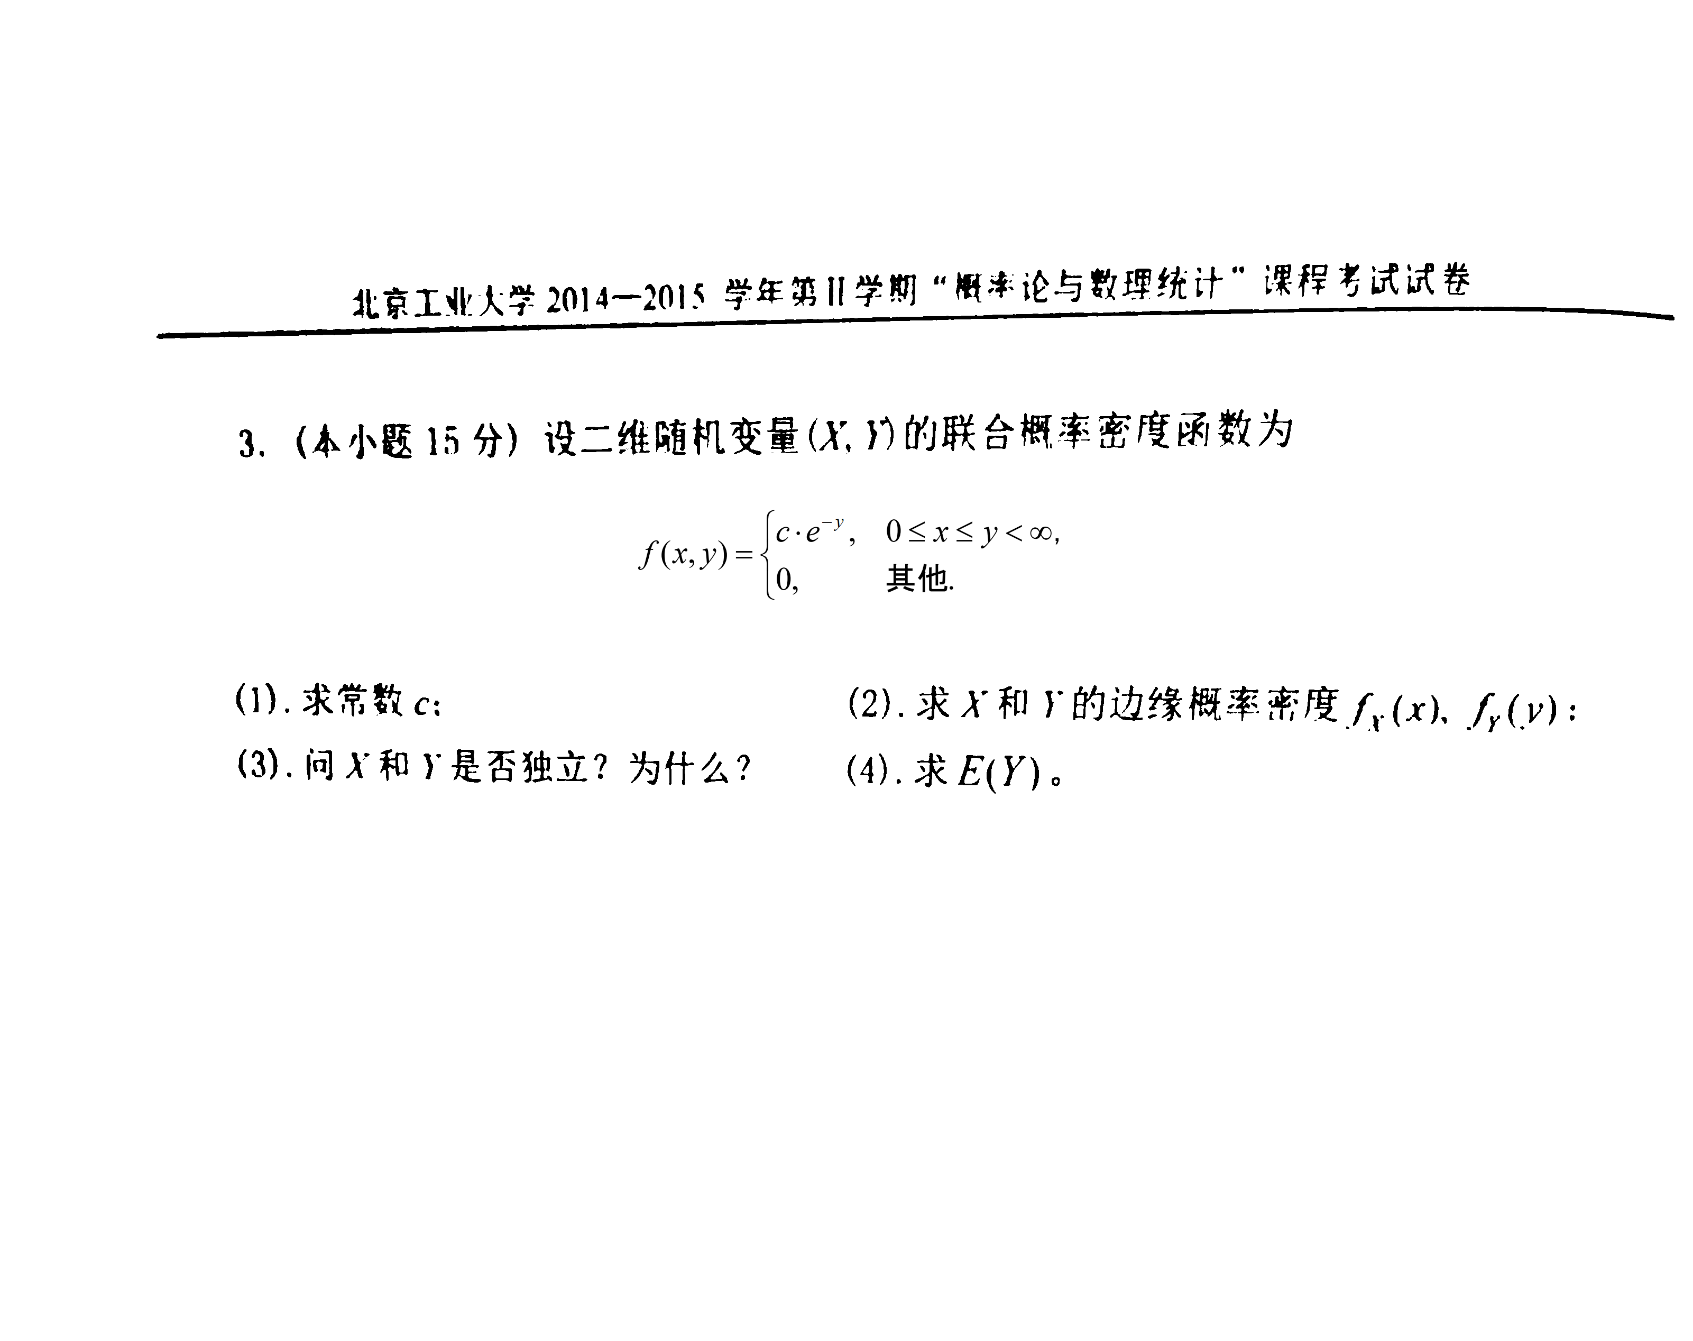 北京工业大学 2014—2015 学年第 II 学期 “概率论与数理统计” 课程考试试卷
3. (本小题 15 分) 设二维随机变量(X, Y)的联合概率密度函数为
f(x, y) = { c·e^{-y}, 0 ≤ x ≤ y < ∞,
0, 其他.
(1). 求常数 c; (2). 求 X 和 Y 的边缘概率密度 f_X(x), f_Y(y);
(3). 问 X 和 Y 是否独立? 为什么? (4). 求 E(Y)。